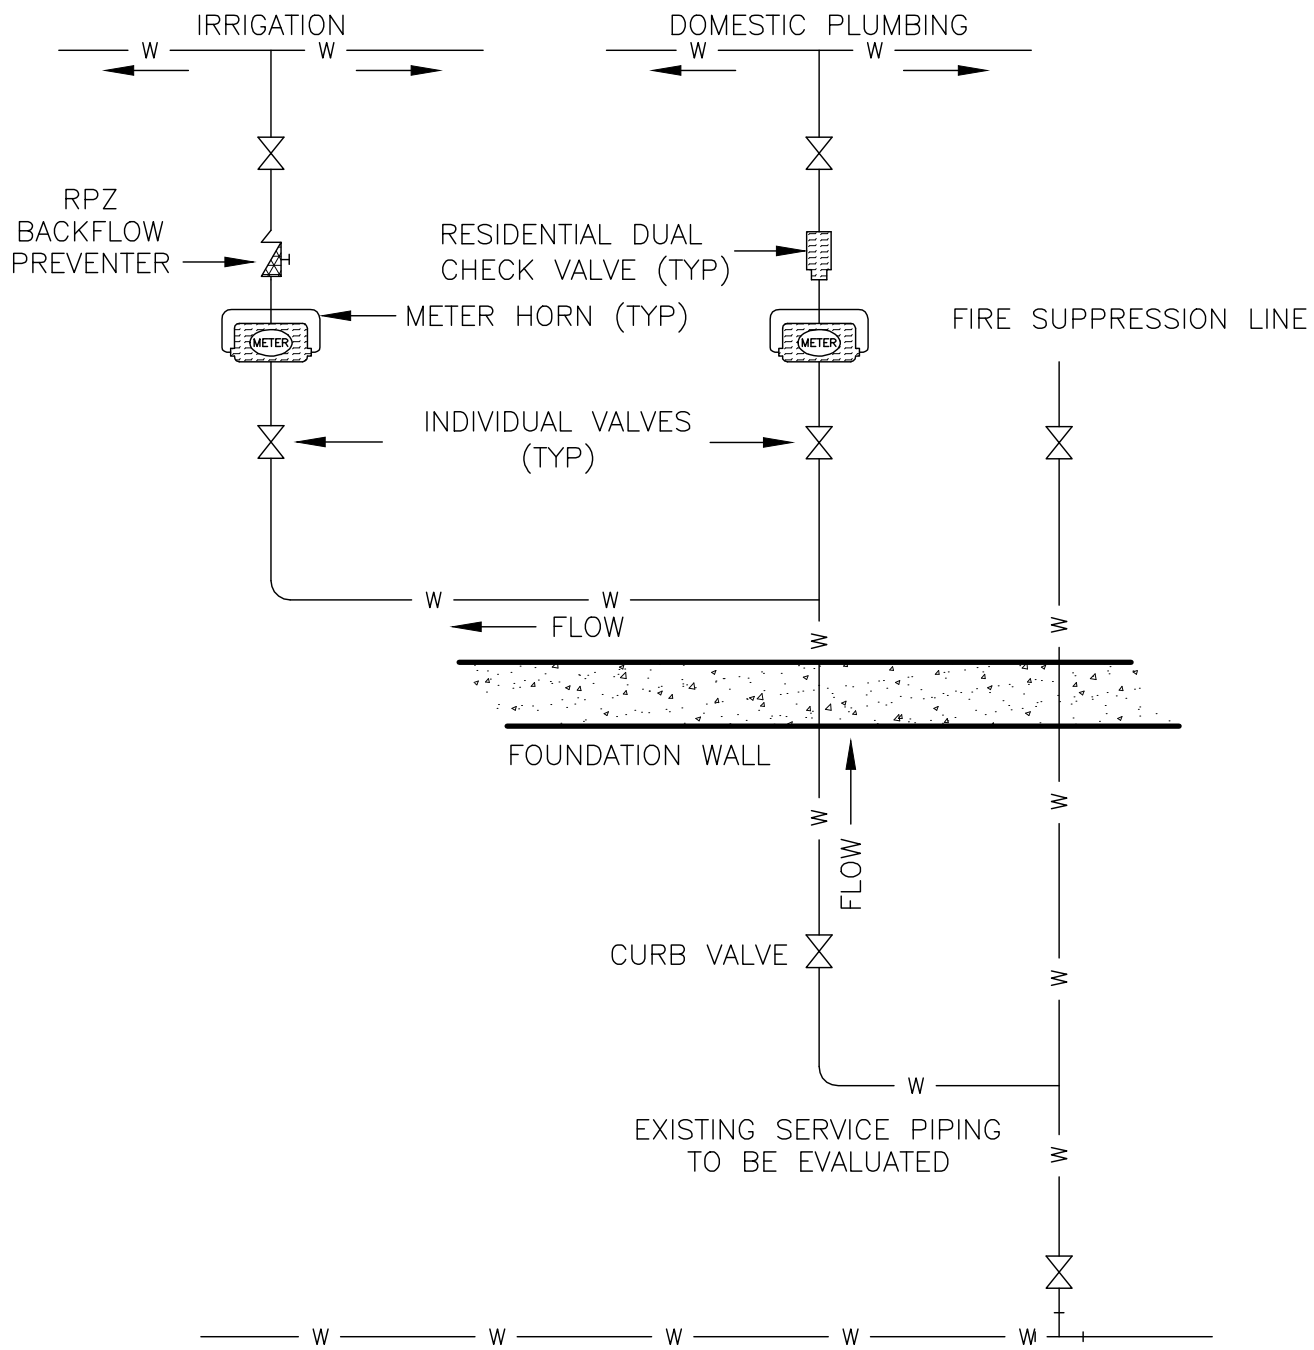 IRRIGATION
DOMESTIC PLUMBING
W
W
W
W
RPZ
BACKFLOW
PREVENTER
RESIDENTIAL DUAL
CHECK VALVE (TYP)
METER HORN (TYP)
FIRE SUPPRESSION LINE
METER
METER
INDIVIDUAL VALVES
(TYP)
W
W
FLOW
W
W
FOUNDATION WALL
W
W
FLOW
CURB VALVE
W
W
EXISTING SERVICE PIPING
TO BE EVALUATED
W
W
W
W
W
W